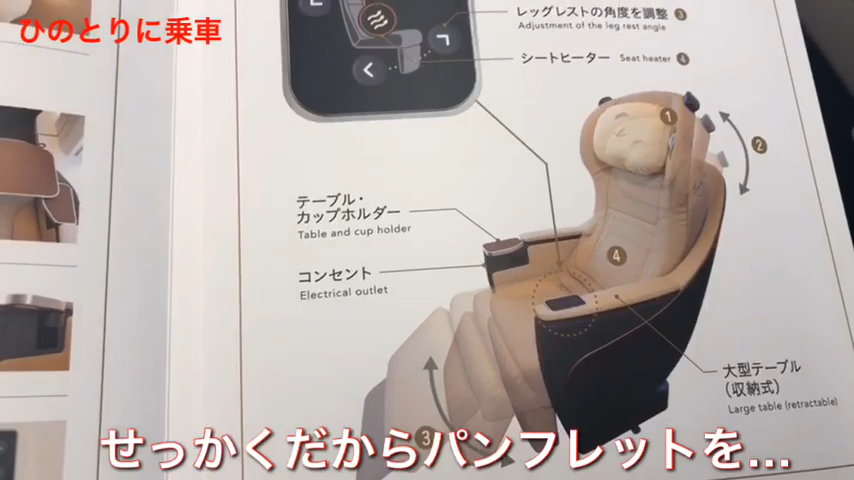 ひのとりに乗車
レッグレストの角度を調整 3
Adjustment of the leg rest angle
シートヒーター Seat heater 4
1
2
テーブル・
カップホルダー
Table and cup holder
4
コンセント
Electrical outlet
大型テーブル
(収納式)
Large table (retractable)
3
せっかくだからパンフレットを...